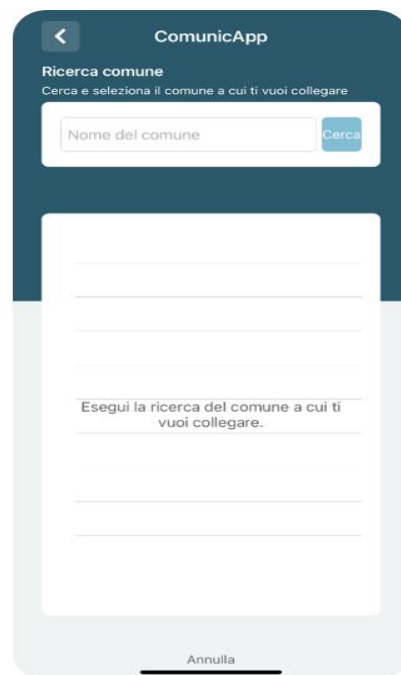 ComunicApp
Ricerca comune
Cerca e seleziona il comune a cui ti vuoi collegare
Nome del comune
Cerca
Esegui la ricerca del comune a cui ti
vuoi collegare.
Annulla